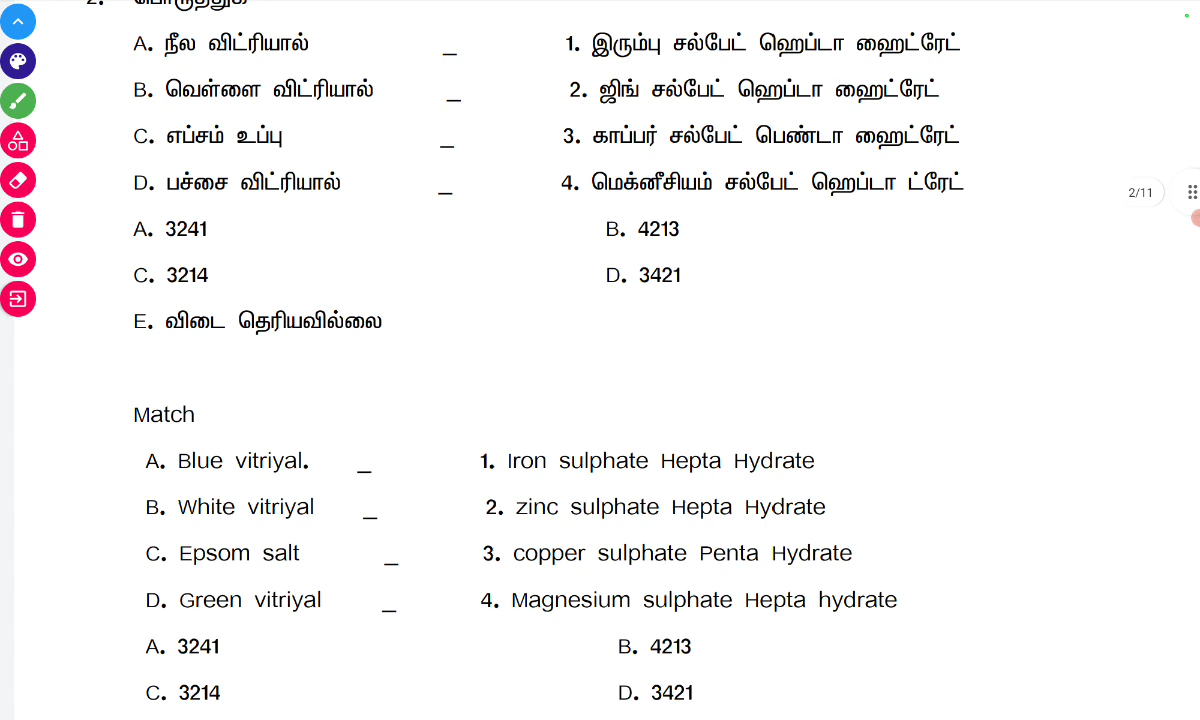 2. பொருத்துக
A. நீல விட்ரியால் _ 1. இரும்பு சல்பேட் ஹெப்டா ஹைட்ரேட்
B. வெள்ளை விட்ரியால் _ 2. ஜிங் சல்பேட் ஹெப்டா ஹைட்ரேட்
C. எப்சம் உப்பு _ 3. காப்பர் சல்பேட் பெண்டா ஹைட்ரேட்
D. பச்சை விட்ரியால் _ 4. மெக்னீசியம் சல்பேட் ஹெப்டா ட்ரேட்
2/11
A. 3241 B. 4213
C. 3214 D. 3421
E. விடை தெரியவில்லை
Match
A. Blue vitriyal. _ 1. Iron sulphate Hepta Hydrate
B. White vitriyal _ 2. zinc sulphate Hepta Hydrate
C. Epsom salt _ 3. copper sulphate Penta Hydrate
D. Green vitriyal _ 4. Magnesium sulphate Hepta hydrate
A. 3241 B. 4213
C. 3214 D. 3421